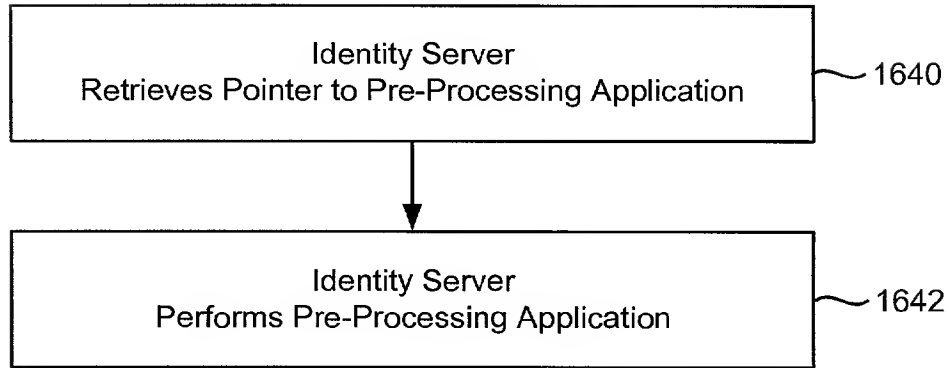 Identity Server
Retrieves Pointer to Pre-Processing Application
1640
Identity Server
Performs Pre-Processing Application
1642